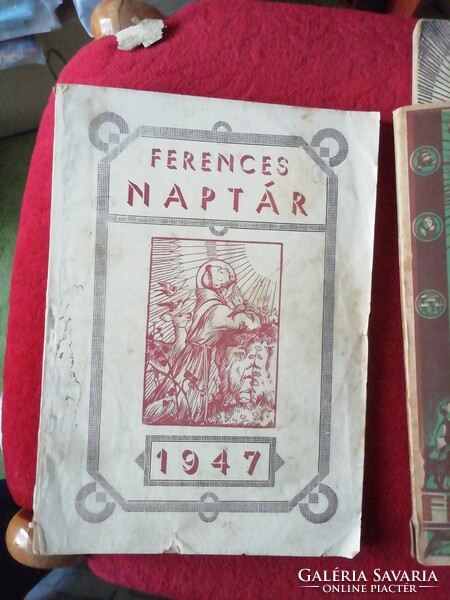 FERENCES
NAPTÁR
1947
GALÉRIA SAVARIA
ONLINE PIACTÉR